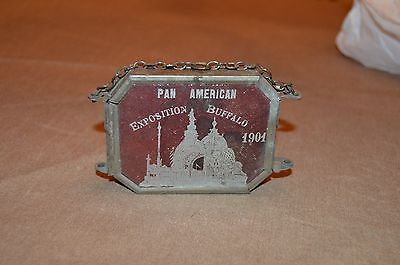 PAN AMERICAN
EXPOSITION BUFFALO
1901